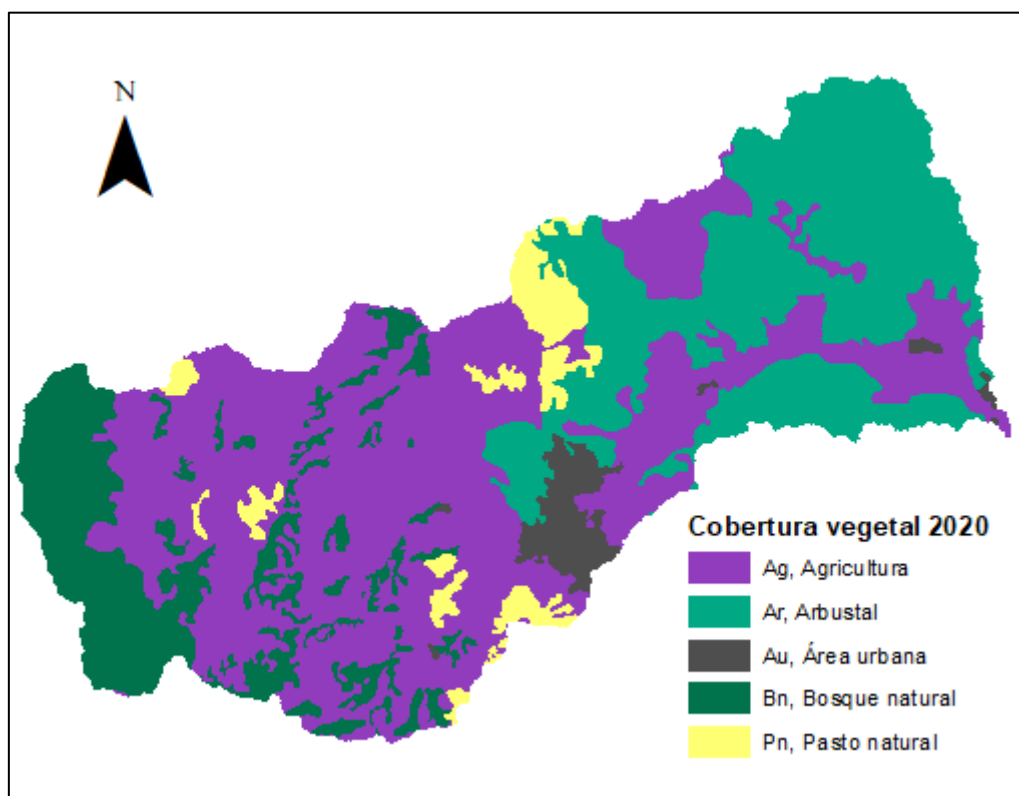 N
Cobertura vegetal 2020
Ag, Agricultura
Ar, Arbustal
Au, Área urbana
Bn, Bosque natural
Pn, Pasto natural